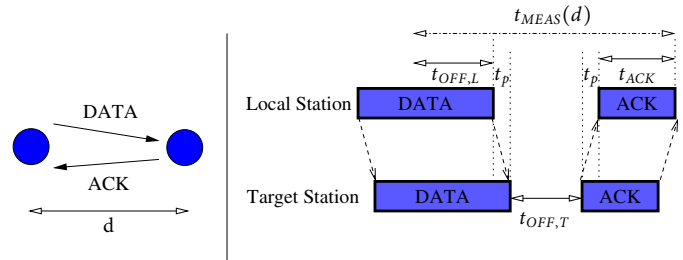 DATA
ACK
d
t_MEAS(d)
t_OFF,L t_p t_p t_ACK
Local Station DATA ACK
Target Station DATA ACK
t_OFF,T